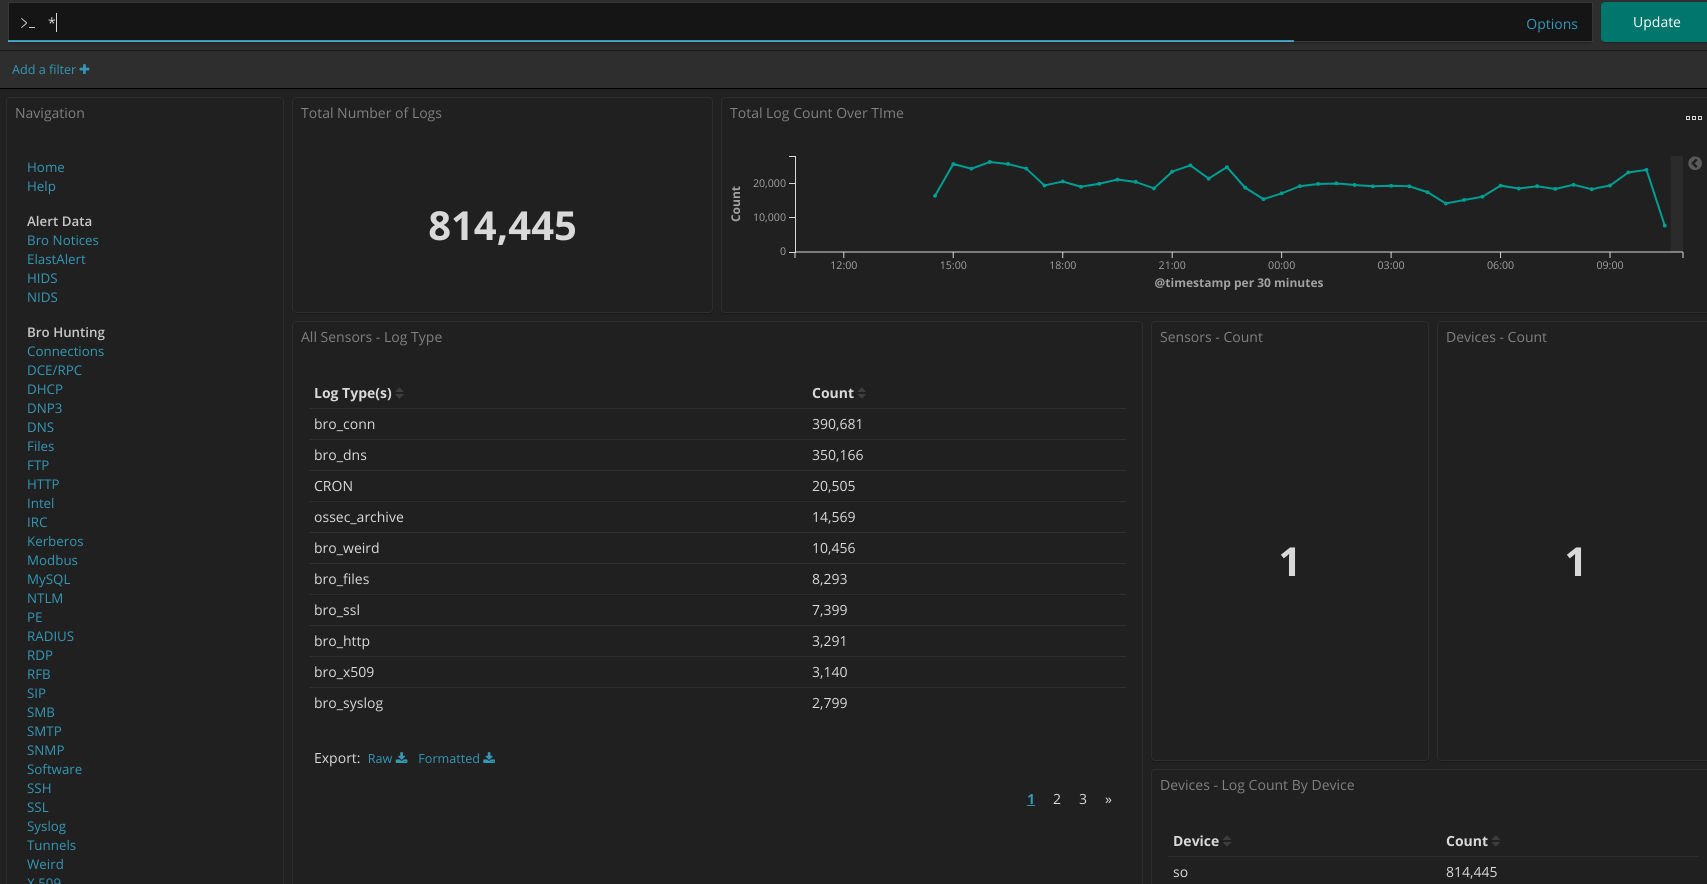 >_ *
Options
Update
Add a filter
Navigation
Home
Help
Alert Data
Bro Notices
ElastAlert
HIDS
NIDS
Bro Hunting
Connections
DCE/RPC
DHCP
DNP3
DNS
Files
FTP
HTTP
Intel
IRC
Kerberos
Modbus
MySQL
NTLM
PE
RADIUS
RDP
RFB
SIP
SMB
SMTP
SNMP
Software
SSH
SSL
Syslog
Tunnels
Weird
X.509
Total Number of Logs
814,445
Total Log Count Over TIme
Count
20,000
10,000
0
12:00 15:00 18:00 21:00 00:00 03:00 06:00 09:00
@timestamp per 30 minutes
All Sensors - Log Type
Log Type(s) Count
bro_conn 390,681
bro_dns 350,166
CRON 20,505
ossec_archive 14,569
bro_weird 10,456
bro_files 8,293
bro_ssl 7,399
bro_http 3,291
bro_x509 3,140
bro_syslog 2,799
Export: Raw Formatted
1 2 3 »
Sensors - Count
1
Devices - Count
1
Devices - Log Count By Device
Device Count
so 814,445